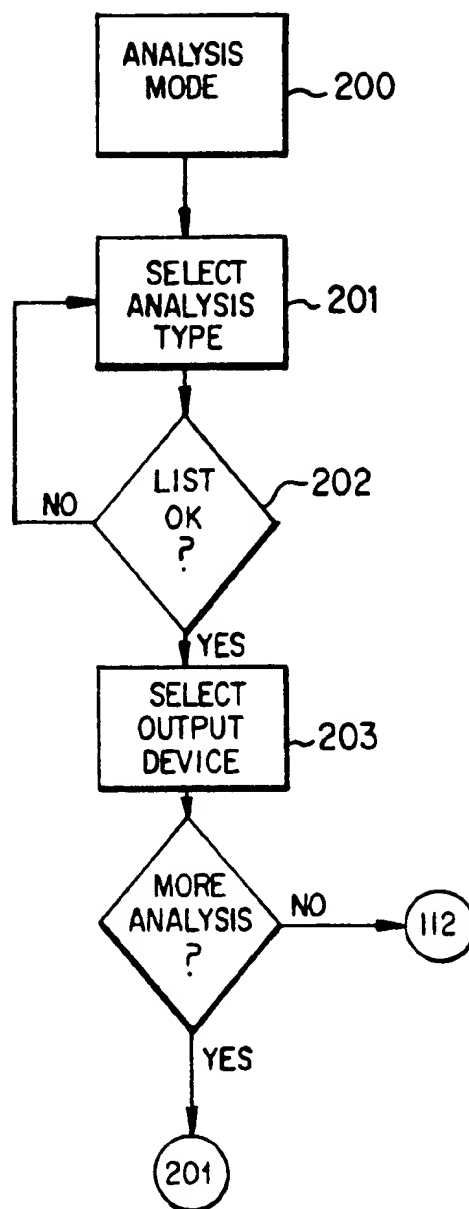 ANALYSIS
MODE
200
SELECT
ANALYSIS
TYPE
201
LIST
OK
?
202
NO
YES
SELECT
OUTPUT
DEVICE
203
MORE
ANALYSIS
?
NO
112
YES
201